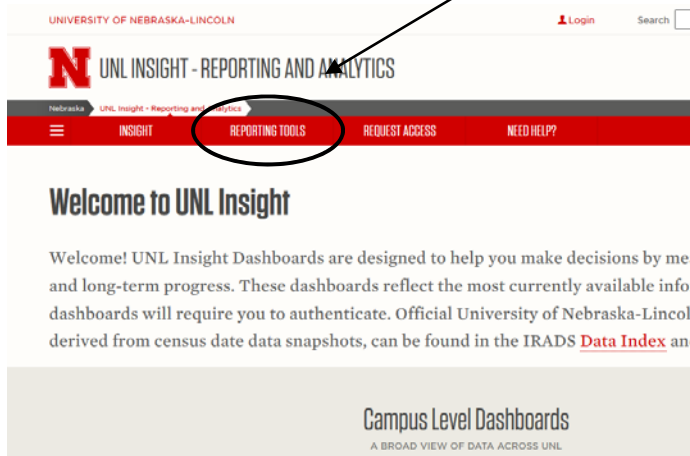 UNIVERSITY OF NEBRASKA-LINCOLN Login Search
N UNL INSIGHT - REPORTING AND ANALYTICS
Nebraska UNL Insight - Reporting and Analytics
INSIGHT REPORTING TOOLS REQUEST ACCESS NEED HELP?
Welcome to UNL Insight
Welcome! UNL Insight Dashboards are designed to help you make decisions by me
and long-term progress. These dashboards reflect the most currently available info
dashboards will require you to authenticate. Official University of Nebraska-Lincol
derived from census date data snapshots, can be found in the IRADS Data Index an
Campus Level Dashboards
A BROAD VIEW OF DATA ACROSS UNL